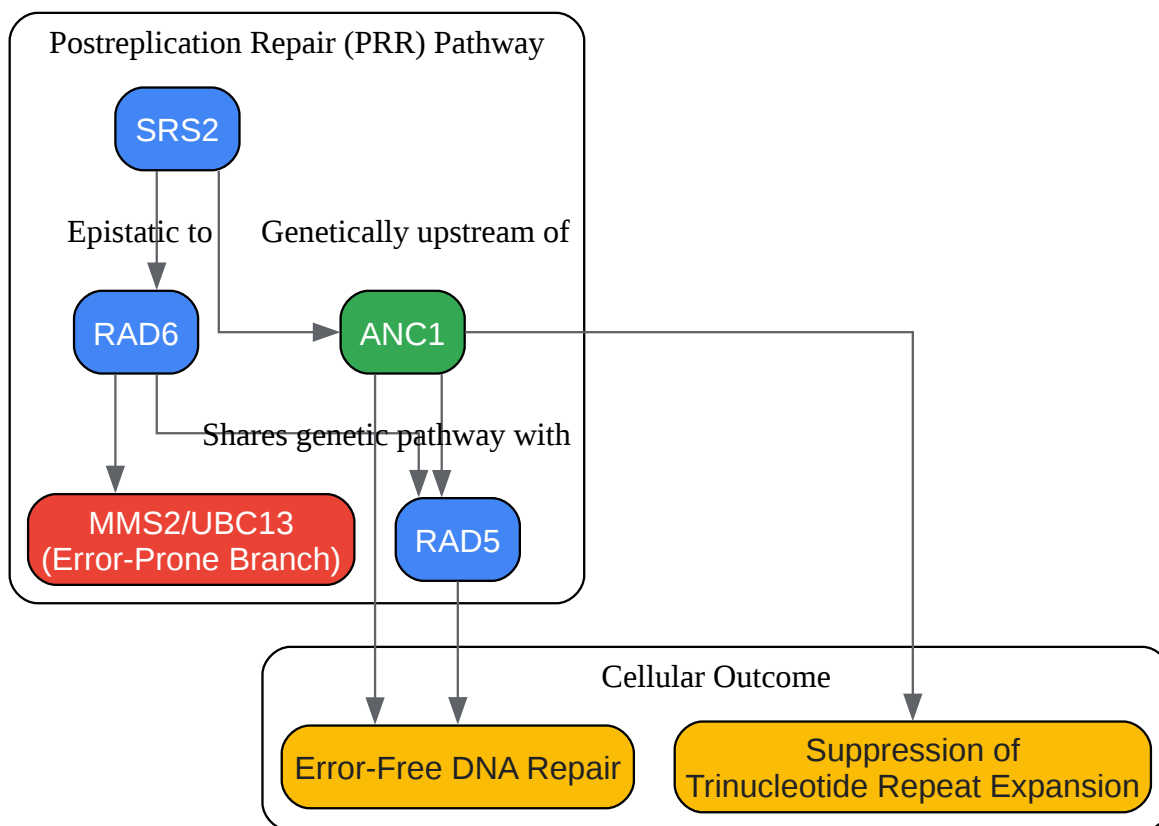 Postreplication Repair (PRR) Pathway
SRS2
Epistatic to
Genetically upstream of
RAD6
ANC1
Shares genetic pathway with
MMS2/UBC13
(Error-Prone Branch)
RAD5
Cellular Outcome
Error-Free DNA Repair
Suppression of
Trinucleotide Repeat Expansion